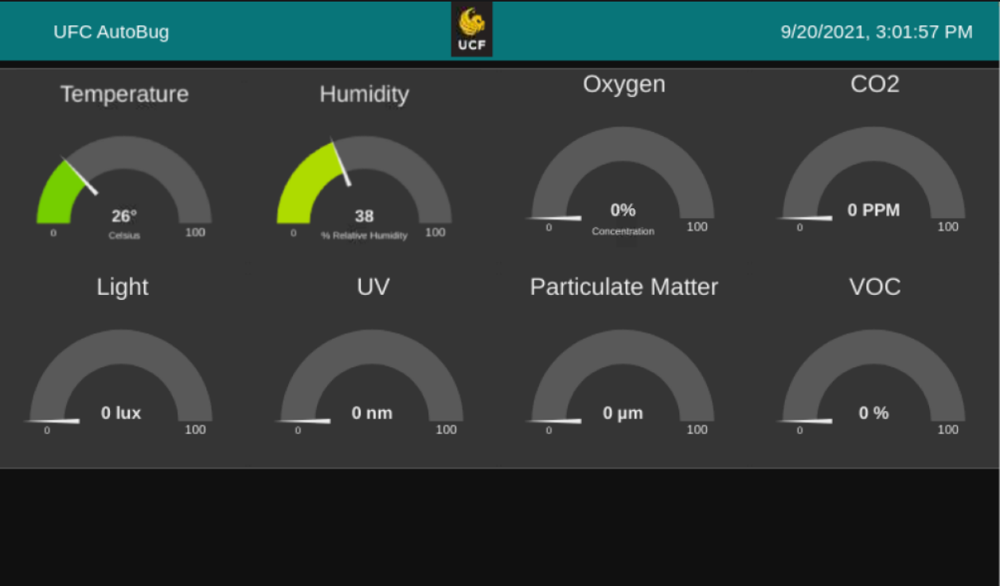 UFC AutoBug
UCF
9/20/2021, 3:01:57 PM
Temperature
26°
Celsius
0
100
Humidity
38
% Relative Humidity
0
100
Oxygen
0%
Concentration
0
100
CO2
0 PPM
0
100
Light
0 lux
0
100
UV
0 nm
0
100
Particulate Matter
0 µm
0
100
VOC
0 %
0
100